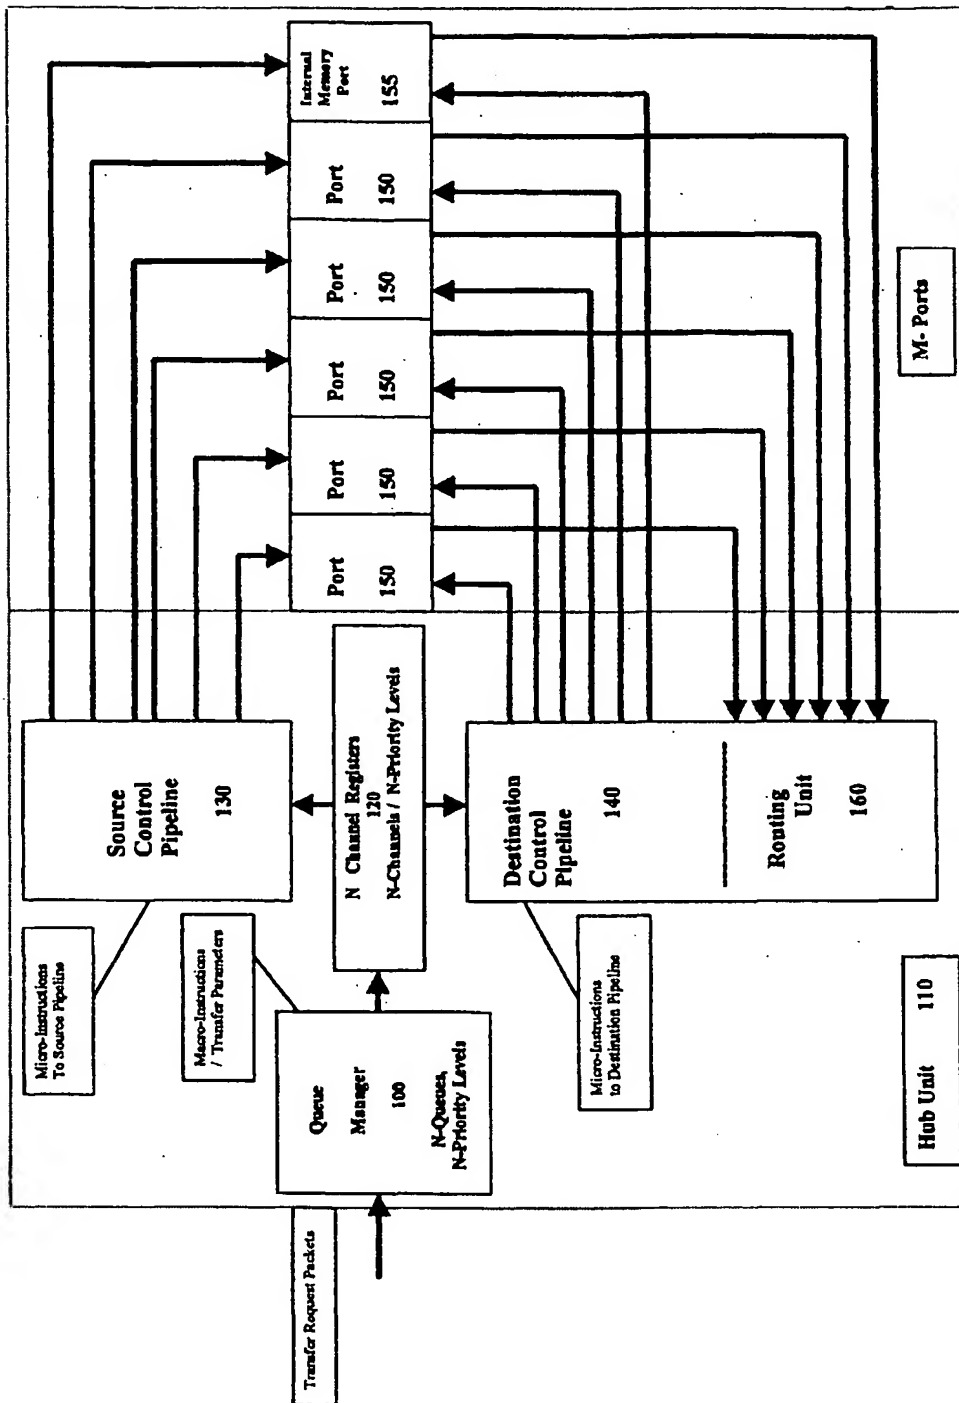 Transfer Request Packets
Queue
Manager
100
N-Queues,
N-Priority Levels
Micro-Instructions
To Source Pipeline
Macro-Instructions
/ Transfer Parameters
Micro-Instructions
to Destination Pipeline
Hub Unit 110
Source
Control
Pipeline
130
N Channel Registers
120
N-Channels / N-Priority Levels
Destination
Control
Pipeline
140
Routing
Unit
160
Port
150
Port
150
Port
150
Port
150
Port
150
Internal
Memory
Port
155
M- Ports